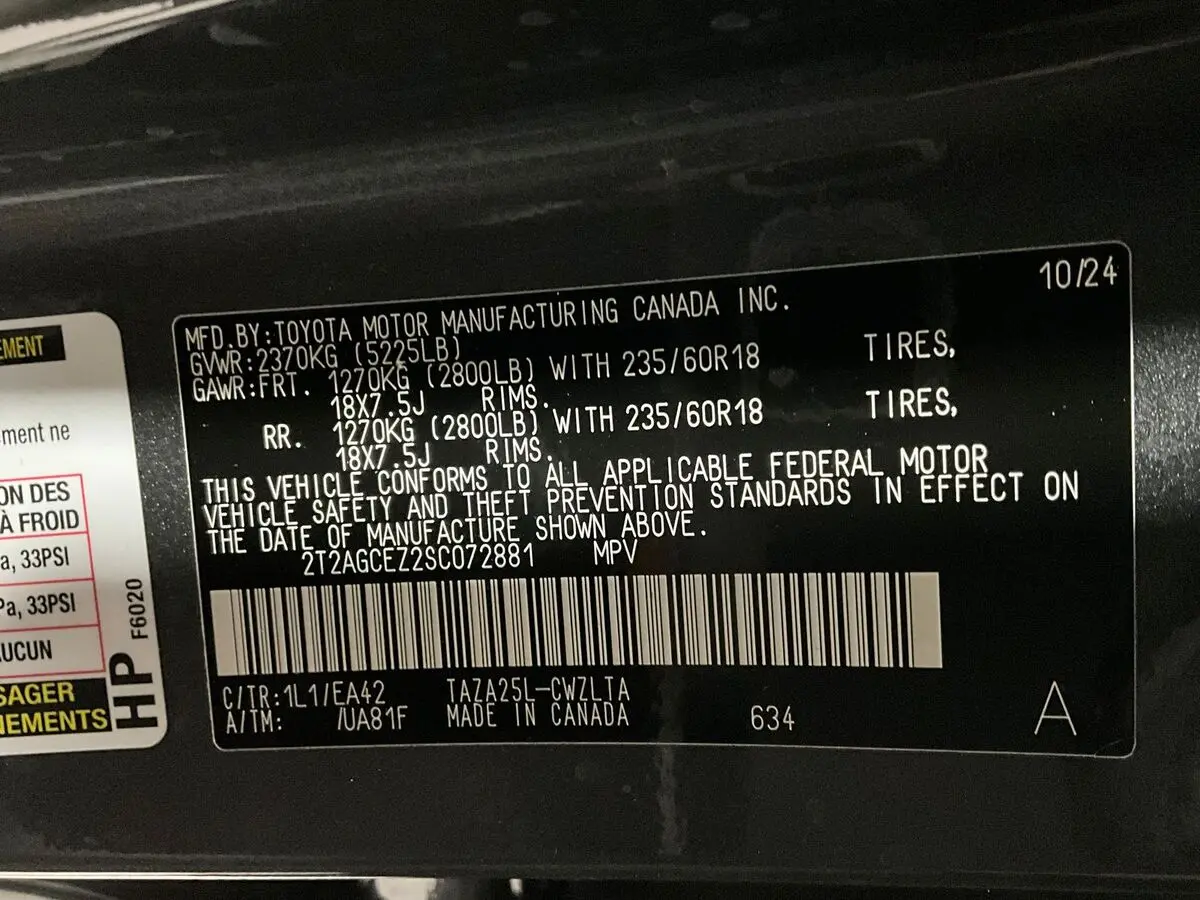 EMENT
ment ne
ON DES
À FROID
a, 33PSI
Pa, 33PSI
UCUN
SAGER
NEMENTS
HP F6020
10/24
MFD.BY:TOYOTA MOTOR MANUFACTURING CANADA INC.
GVWR:2370KG (5225LB)
GAWR:FRT. 1270KG (2800LB) WITH 235/60R18 TIRES,
18X7.5J RIMS.
RR. 1270KG (2800LB) WITH 235/60R18 TIRES,
18X7.5J RIMS.
THIS VEHICLE CONFORMS TO ALL APPLICABLE FEDERAL MOTOR
VEHICLE SAFETY AND THEFT PREVENTION STANDARDS IN EFFECT ON
THE DATE OF MANUFACTURE SHOWN ABOVE.
2T2AGCEZ2SC072881 MPV
C/TR:1L1/EA42 TAZA25L-CWZLTA
A/TM: /UA81F MADE IN CANADA 634 A